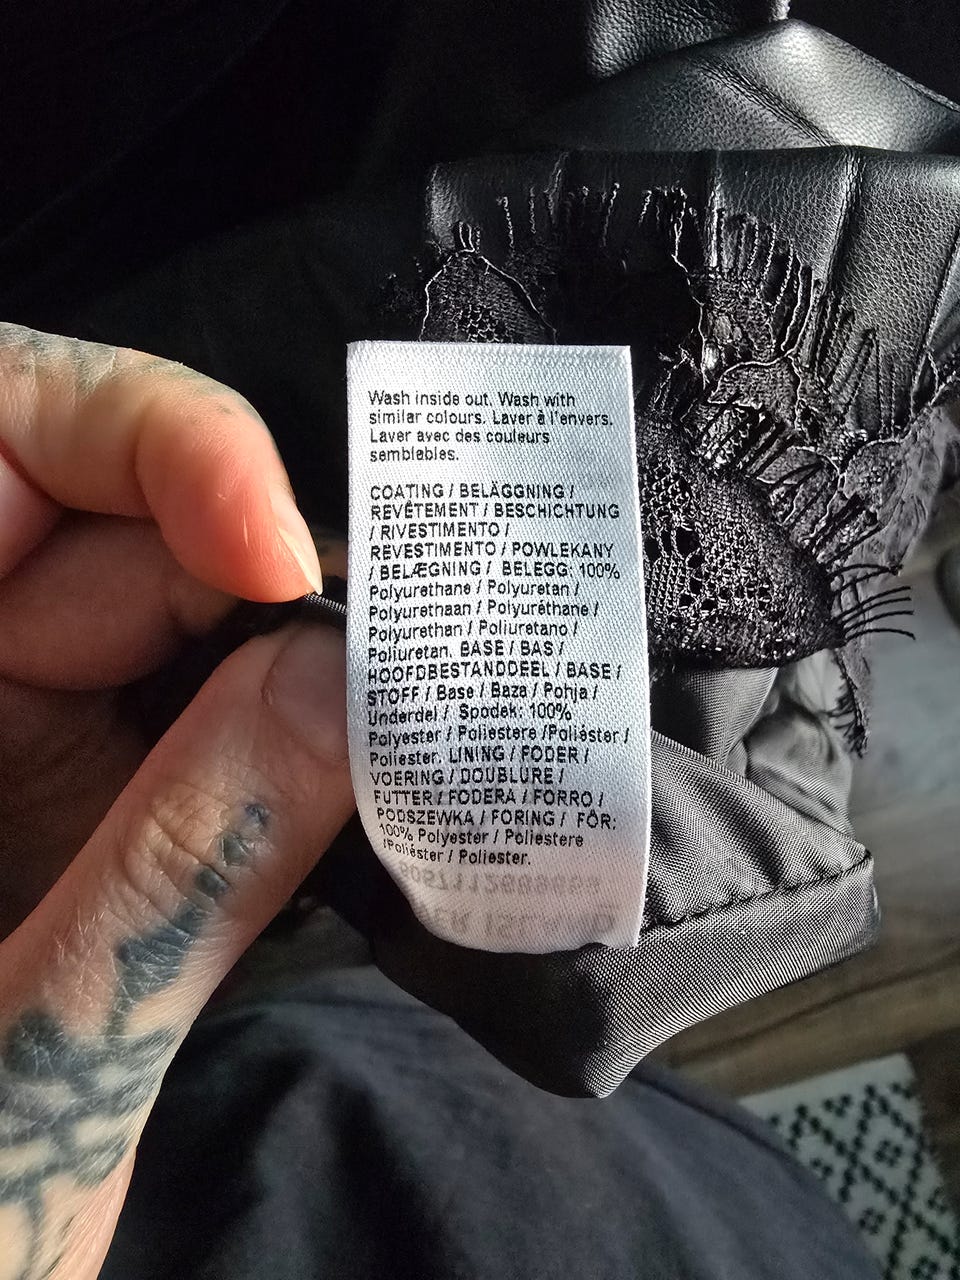 Wash inside out. Wash with
similar colours. Laver à l'envers.
Laver avec des couleurs
semblables.
COATING / BELÄGGNING /
REVÊTEMENT / BESCHICHTUNG
/ RIVESTIMENTO /
REVESTIMENTO / POWLEKANY
/ BELÆGNING / BELEGG: 100%
Polyurethane / Polyuretan /
Polyurethaan / Polyuréthane /
Polyurethan / Poliuretano /
Poliuretan. BASE / BAS /
HOOFDBESTANDDEEL / BASE /
STOFF / Base / Baza / Pohja /
Underdel / Spodek: 100%
Polyester / Poliestere /Poliéster /
Poliester. LINING / FODER /
VOERING / DOUBLURE /
FUTTER / FODERA / FORRO /
PODSZEWKA / FORING / FÔR:
100% Polyester / Poliestere
/Poliéster / Poliester.